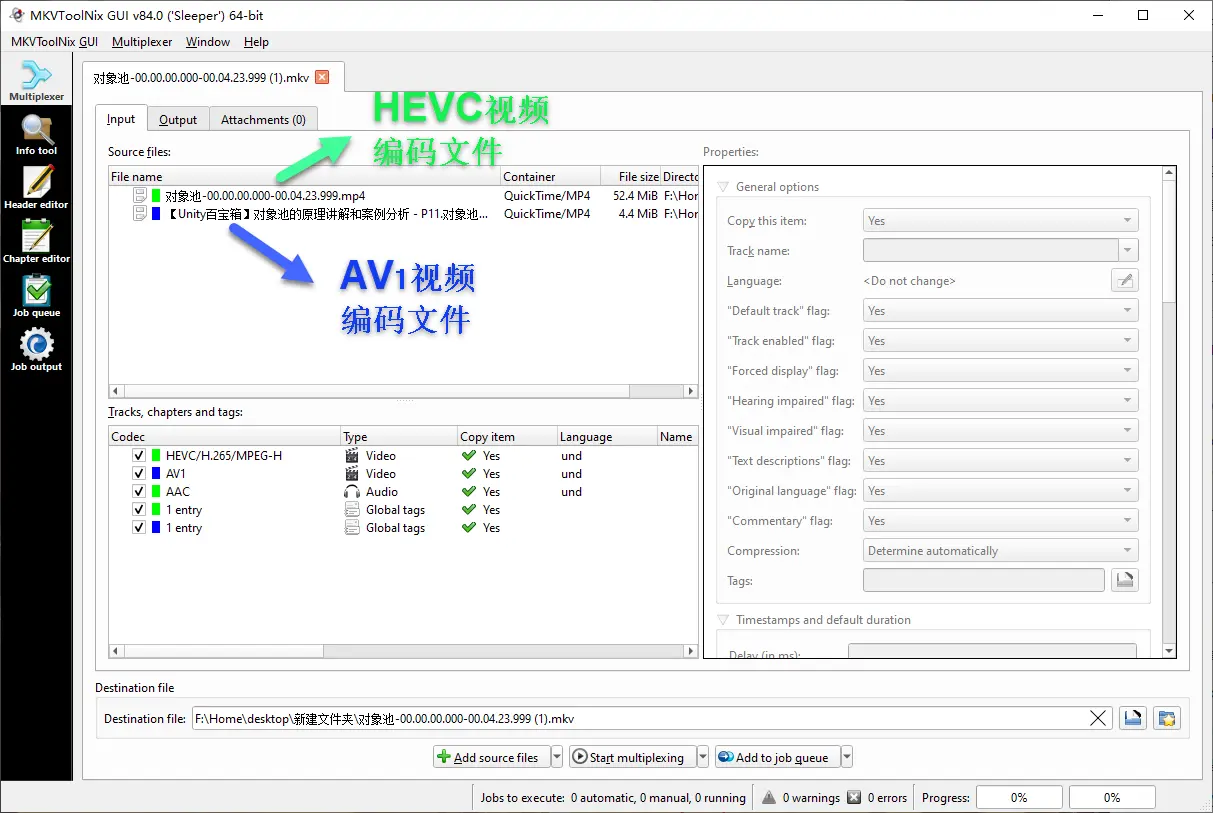 MKVToolNix GUI v84.0 ('Sleeper') 64-bit
MKVToolNix GUI Multiplexer Window Help
Multiplexer
Info tool
Header editor
Chapter editor
Job queue
Job output
对象池-00.00.00.000-00.04.23.999 (1).mkv
Input Output Attachments (0)
HEVC视频
编码文件
Source files:
File name Container File size Directo
对象池-00.00.00.000-00.04.23.999.mp4 QuickTime/MP4 52.4 MiB F:\Hor
【Unity百宝箱】对象池的原理讲解和案例分析 - P11.对象池... QuickTime/MP4 4.4 MiB F:\Hor
AV1视频
编码文件
Tracks, chapters and tags:
Codec Type Copy item Language Name
HEVC/H.265/MPEG-H Video Yes und
AV1 Video Yes und
AAC Audio Yes und
1 entry Global tags Yes
1 entry Global tags Yes
Properties:
General options
Copy this item: Yes
Track name:
Language: <Do not change>
"Default track" flag: Yes
"Track enabled" flag: Yes
"Forced display" flag: Yes
"Hearing impaired" flag: Yes
"Visual impaired" flag: Yes
"Text descriptions" flag: Yes
"Original language" flag: Yes
"Commentary" flag: Yes
Compression: Determine automatically
Tags:
Timestamps and default duration
Delay (in ms):
Destination file
Destination file: F:\Home\desktop\新建文件夹\对象池-00.00.00.000-00.04.23.999 (1).mkv
Add source files Start multiplexing Add to job queue
Jobs to execute: 0 automatic, 0 manual, 0 running 0 warnings 0 errors Progress: 0% 0%